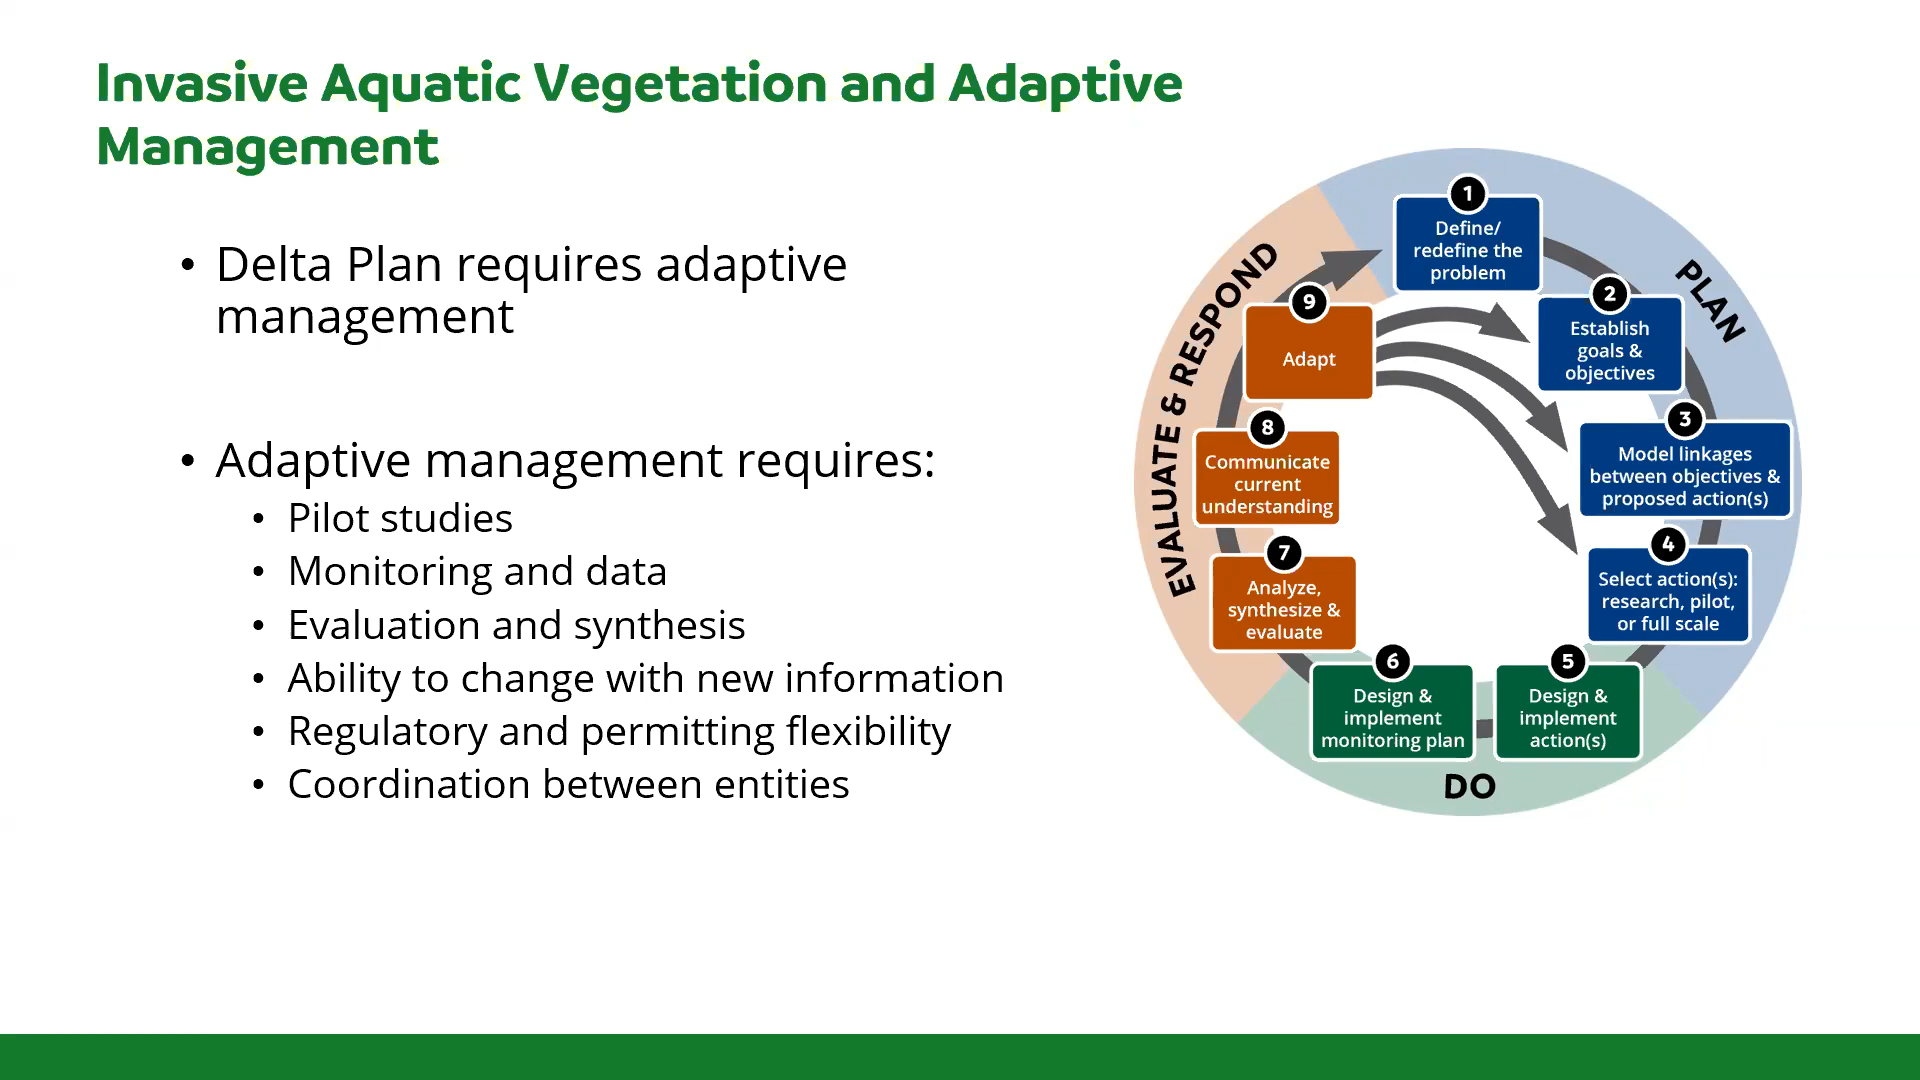 Invasive Aquatic Vegetation and Adaptive
Management
• Delta Plan requires adaptive
management
• Adaptive management requires:
• Pilot studies
• Monitoring and data
• Evaluation and synthesis
• Ability to change with new information
• Regulatory and permitting flexibility
• Coordination between entities
PLAN
1
Define/
redefine the
problem
2
Establish
goals &
objectives
3
Model linkages
between objectives &
proposed action(s)
4
Select action(s):
research, pilot,
or full scale
DO
5
Design &
implement
action(s)
6
Design &
implement
monitoring plan
EVALUATE & RESPOND
7
Analyze,
synthesize &
evaluate
8
Communicate
current
understanding
9
Adapt